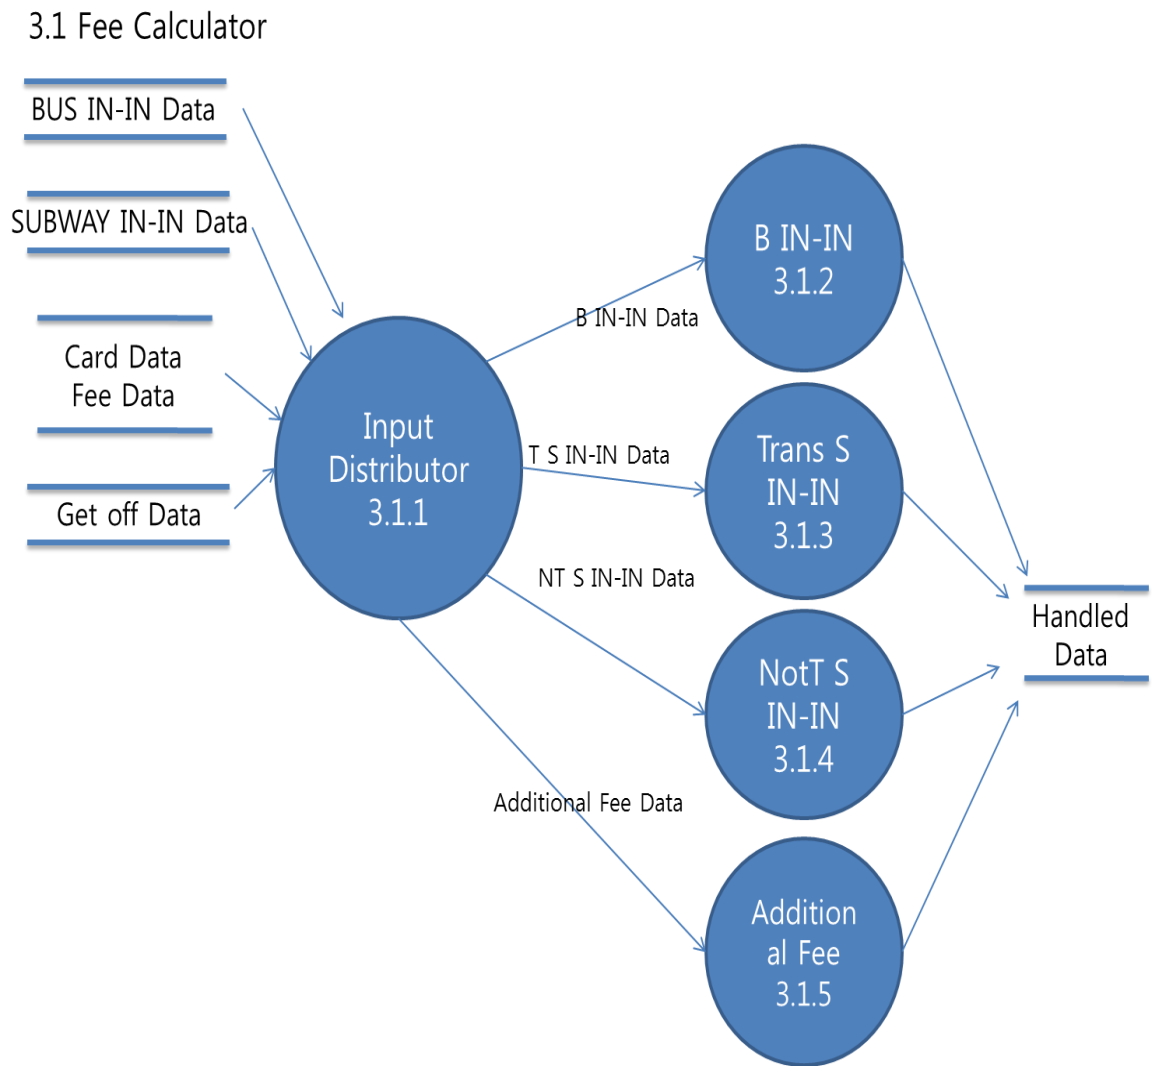 3.1 Fee Calculator
BUS IN-IN Data
SUBWAY IN-IN Data
Card Data
Fee Data
Get off Data
Input
Distributor
3.1.1
B IN-IN Data
T S IN-IN Data
NT S IN-IN Data
Additional Fee Data
B IN-IN
3.1.2
Trans S
IN-IN
3.1.3
NotT S
IN-IN
3.1.4
Addition
al Fee
3.1.5
Handled
Data